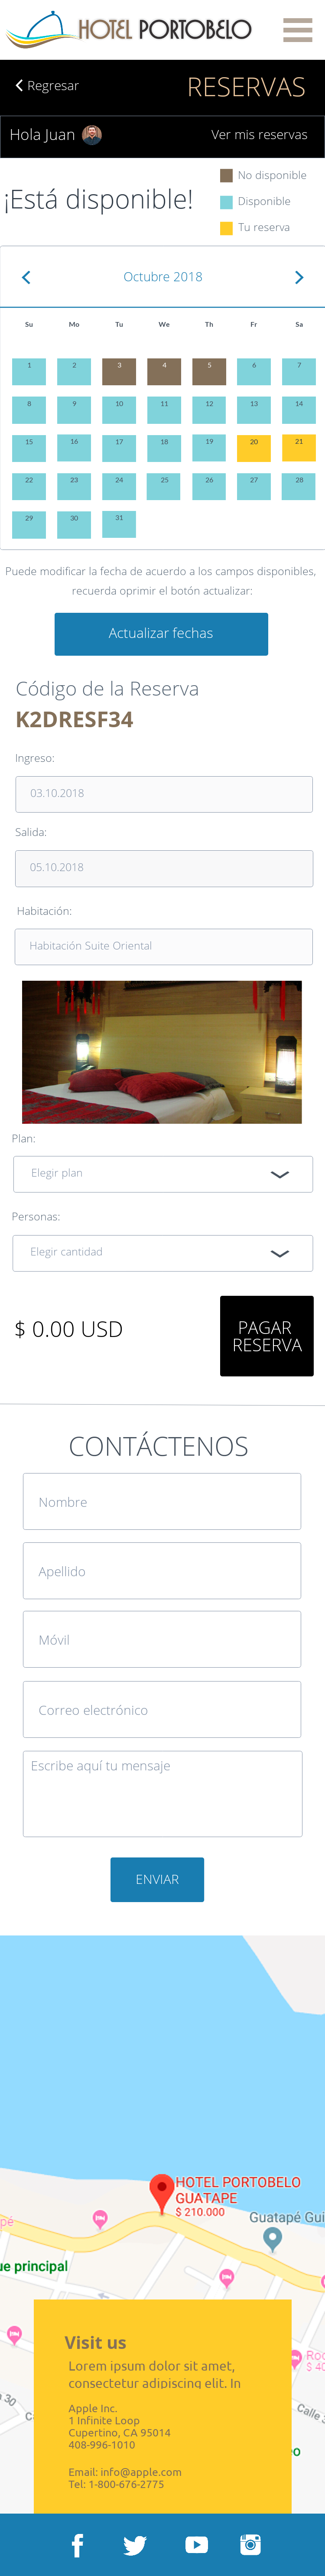 HOTEL PORTOBELO
Regresar
RESERVAS
Hola Juan
Ver mis reservas
¡Está disponible!
No disponible
Disponible
Tu reserva
Octubre 2018
Su Mo Tu We Th Fr Sa
1 2 3 4 5 6 7
8 9 10 11 12 13 14
15 16 17 18 19 20 21
22 23 24 25 26 27 28
29 30 31
Puede modificar la fecha de acuerdo a los campos disponibles,
recuerda oprimir el botón actualizar:
Actualizar fechas
Código de la Reserva
K2DRESF34
Ingreso:
03.10.2018
Salida:
05.10.2018
Habitación:
Habitación Suite Oriental
Plan:
Elegir plan
Personas:
Elegir cantidad
$ 0.00 USD
PAGAR
RESERVA
CONTÁCTENOS
Nombre
Apellido
Móvil
Correo electrónico
Escribe aquí tu mensaje
ENVIAR
HOTEL PORTOBELO
GUATAPE
$ 210.000
Guatapé Gui
ue principal
Visit us
Lorem ipsum dolor sit amet,
consectetur adipiscing elit. In
Apple Inc.
1 Infinite Loop
Cupertino, CA 95014
408-996-1010
Email: info@apple.com
Tel: 1-800-676-2775
30
Calle